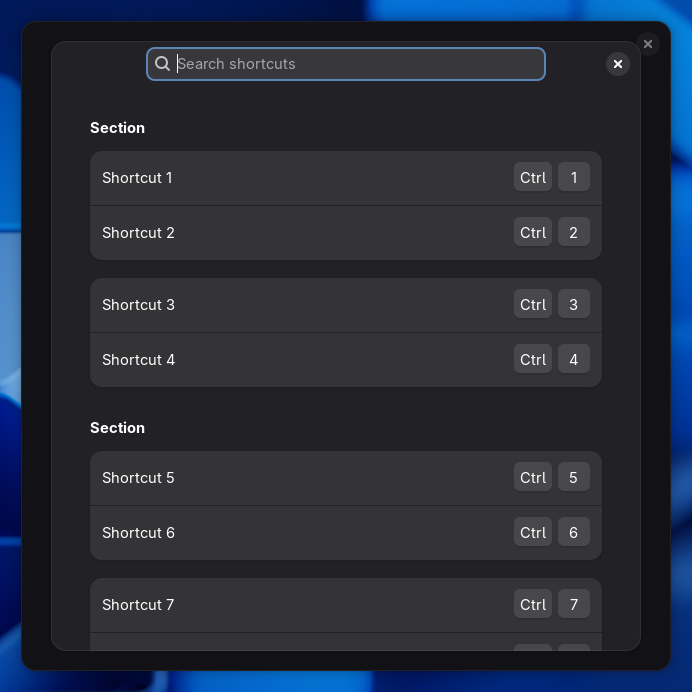 Search shortcuts
Section
Shortcut 1 Ctrl 1
Shortcut 2 Ctrl 2
Shortcut 3 Ctrl 3
Shortcut 4 Ctrl 4
Section
Shortcut 5 Ctrl 5
Shortcut 6 Ctrl 6
Shortcut 7 Ctrl 7